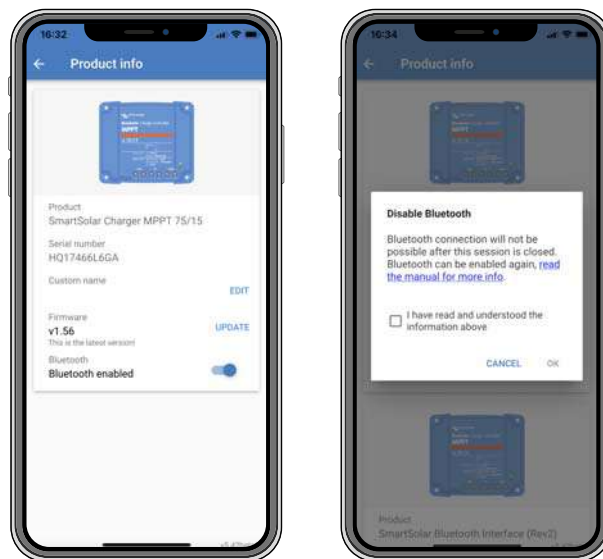 16:32
Product info
MPPT
Product
SmartSolar Charger MPPT 75/15
Serial number
HQ17466L6GA
Custom name
EDIT
Firmware
v1.56
UPDATE
This is the latest version!
Bluetooth
Bluetooth enabled
16:34
Product info
MPPT
Disable Bluetooth
Bluetooth connection will not be
possible after this session is closed.
Bluetooth can be enabled again, read
the manual for more info.
I have read and understood the
information above
CANCEL
OK
MPPT
Product
SmartSolar Bluetooth Interface (Rev2)